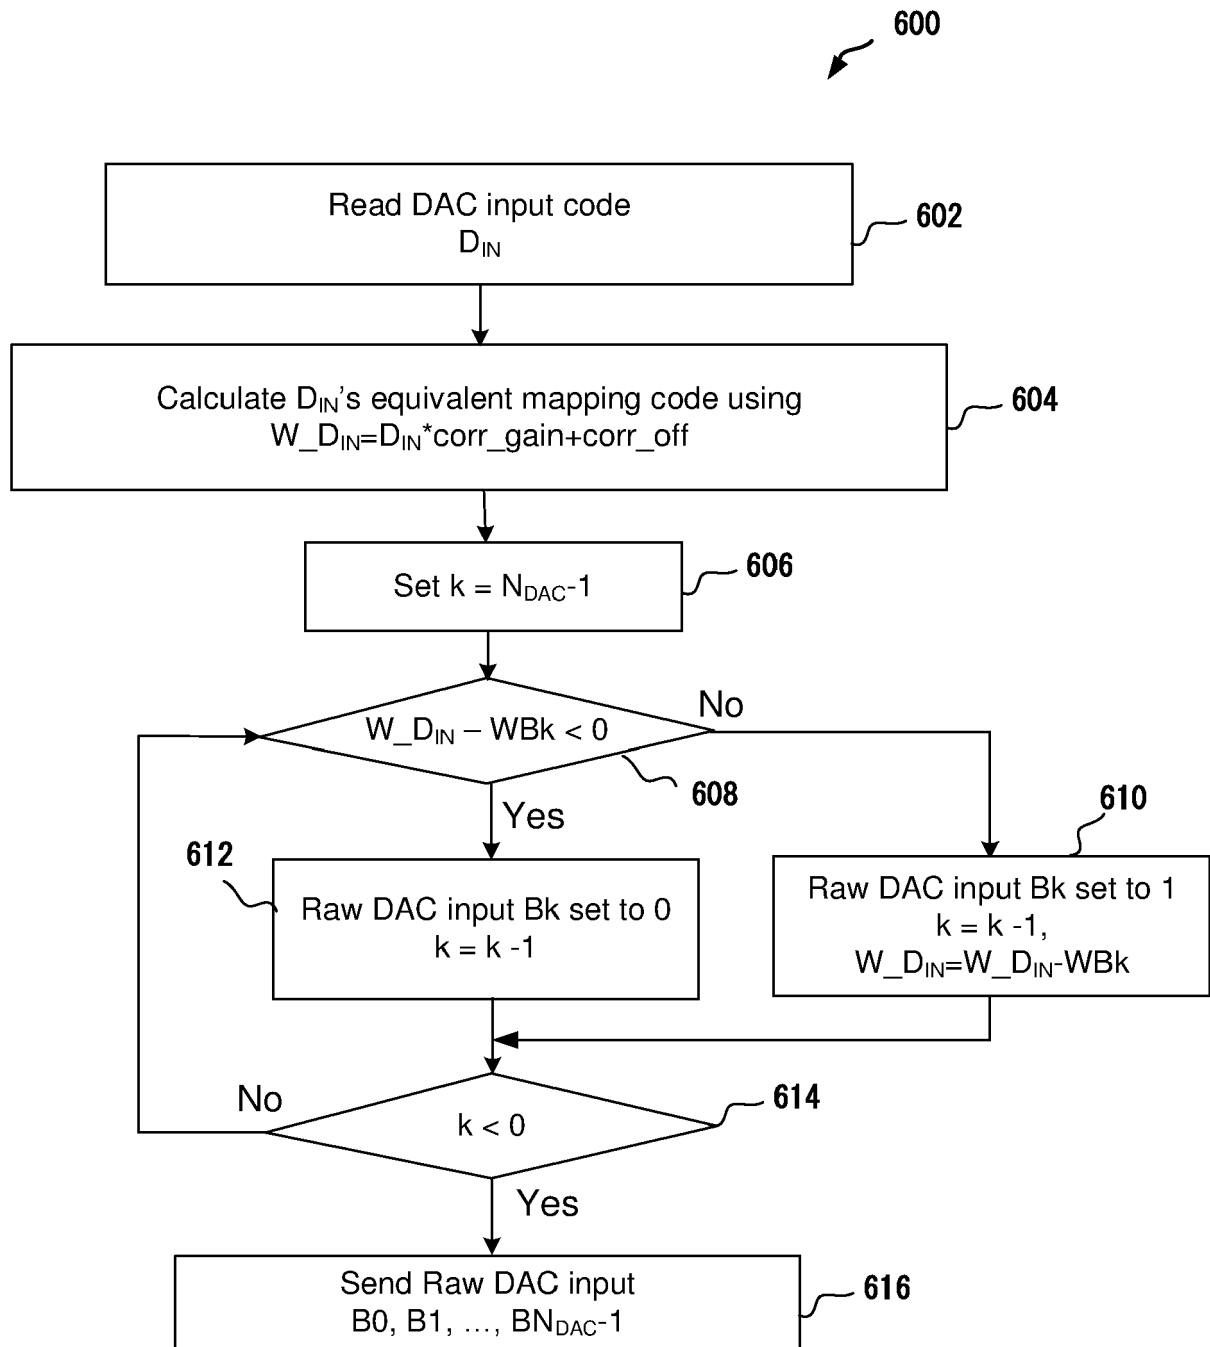 600
Read DAC input code
D_IN
602
Calculate D_IN's equivalent mapping code using
W_D_IN=D_IN*corr_gain+corr_off
604
Set k = N_DAC-1
606
W_D_IN – WBk < 0
No
608
Yes
610
612
Raw DAC input Bk set to 0
k = k -1
Raw DAC input Bk set to 1
k = k -1,
W_D_IN=W_D_IN-WBk
No
k < 0
614
Yes
Send Raw DAC input
B0, B1, …, BN_DAC-1
616